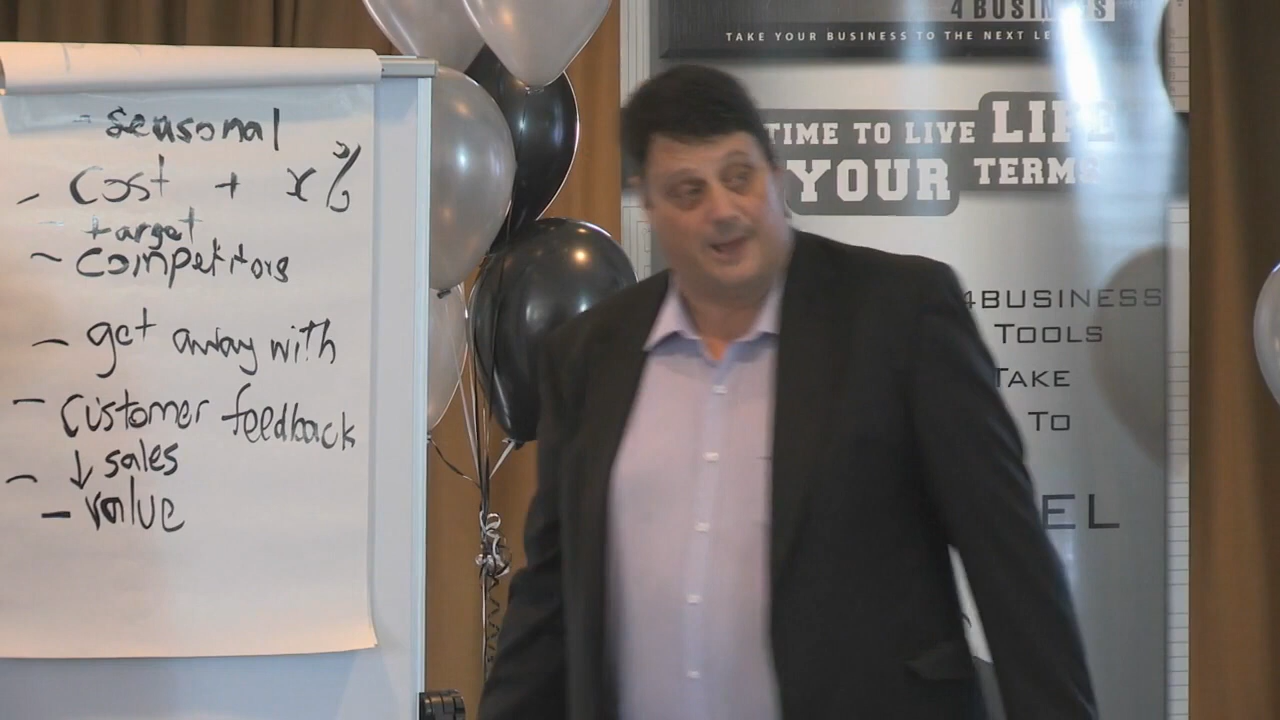 - seasonal
- Cost + x%
- target
- Competitors
- get away with
- Customer feedback
- ↓ sales
- value
4 BUSINESS
TAKE YOUR BUSINESS TO THE NEXT
TIME TO LIVE LIFE
YOUR TERMS
4BUSINESS
TOOLS
TAKE
TO
EL